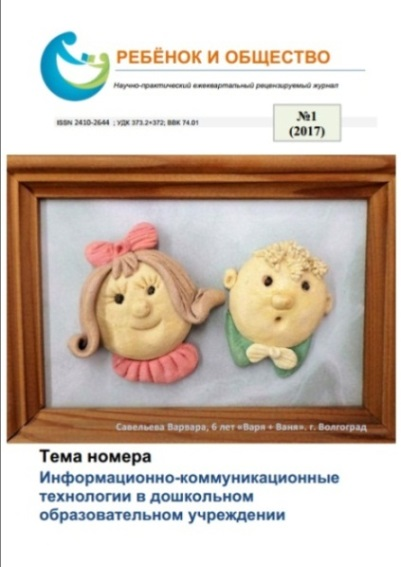 РЕБЁНОК И ОБЩЕСТВО
Научно-практический ежеквартальный рецензируемый журнал
№1
(2017)
ISSN 2410-2644 ; УДК 373.2+372; ВВК 74.01
Савельева Варвара, 6 лет «Варя + Ваня». г. Волгоград
Тема номера
Информационно-коммуникационные
технологии в дошкольном
образовательном учреждении